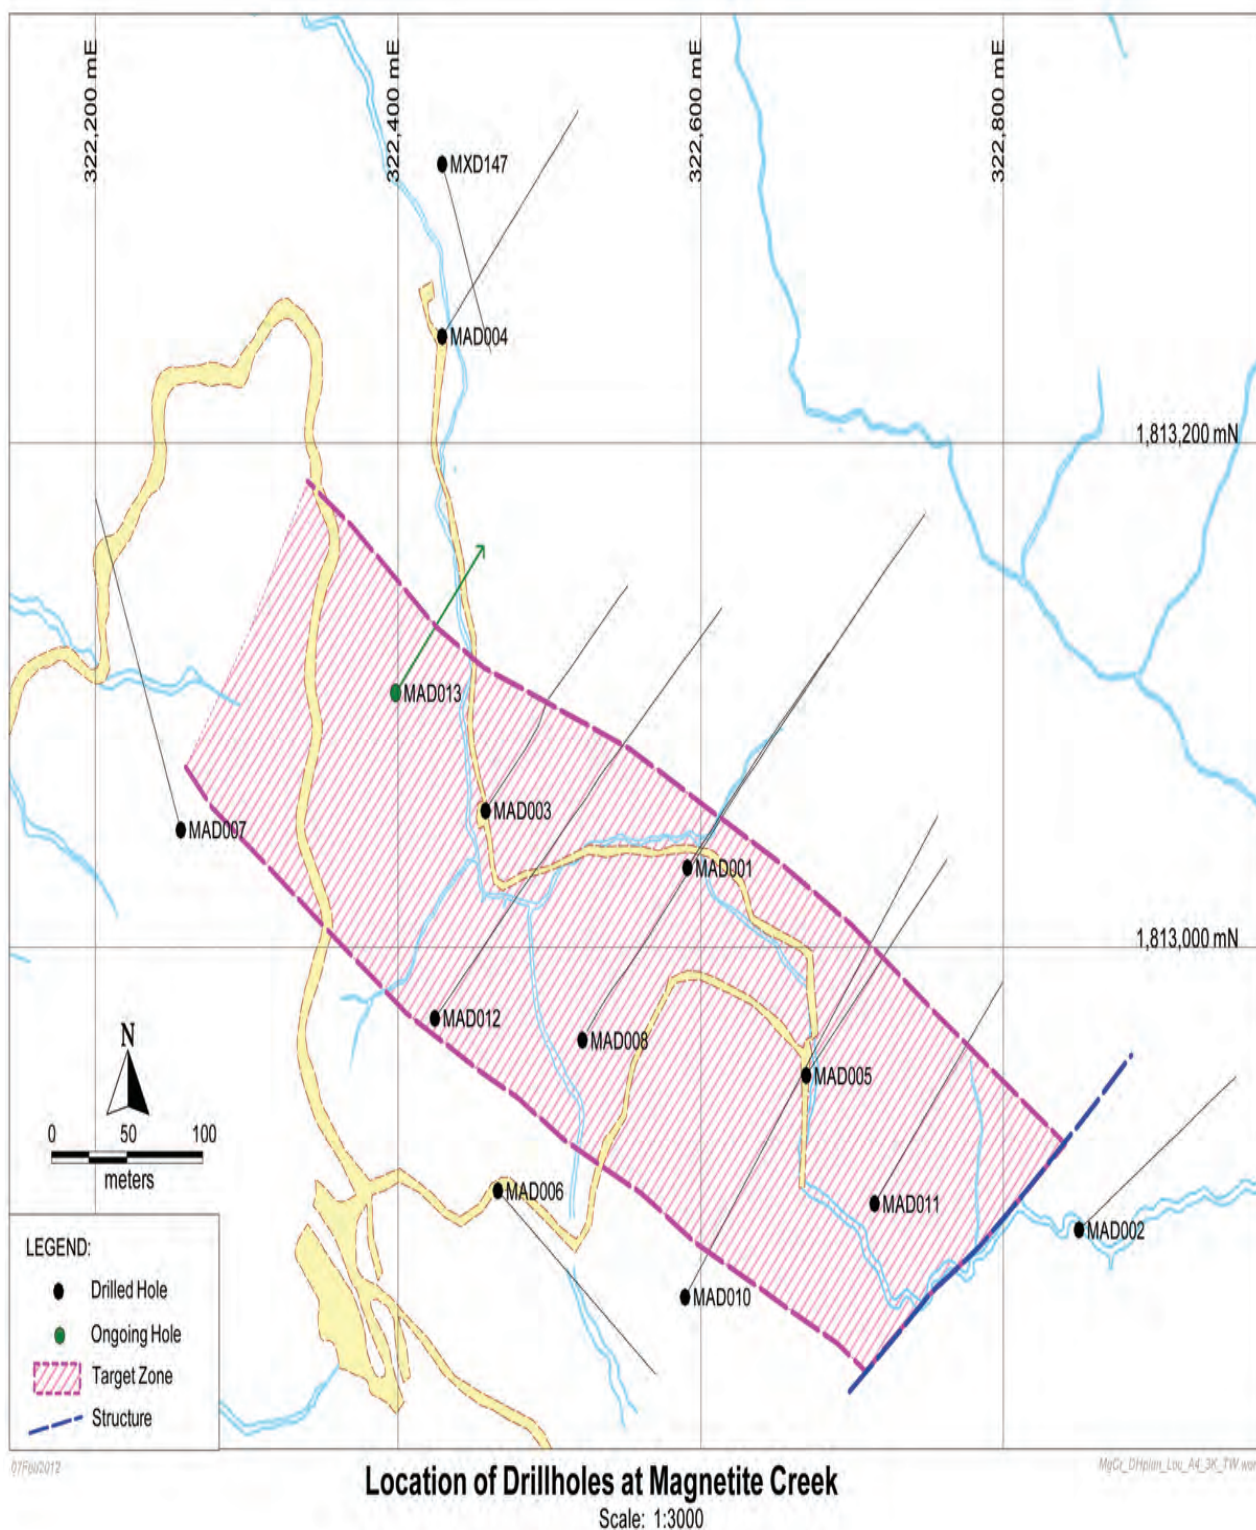 322,200 mE
322,400 mE
322,600 mE
322,800 mE
MXD147
MAD004
1,813,200 mN
MAD013
MAD003
MAD007
MAD001
1,813,000 mN
MAD012
MAD008
MAD005
N
0 50 100
meters
MAD006
MAD011
MAD002
MAD010
LEGEND:
Drilled Hole
Ongoing Hole
Target Zone
Structure
Location of Drillholes at Magnetite Creek
Scale: 1:3000
MgCr_DHplan_Loc_A4_3K_TW.wor